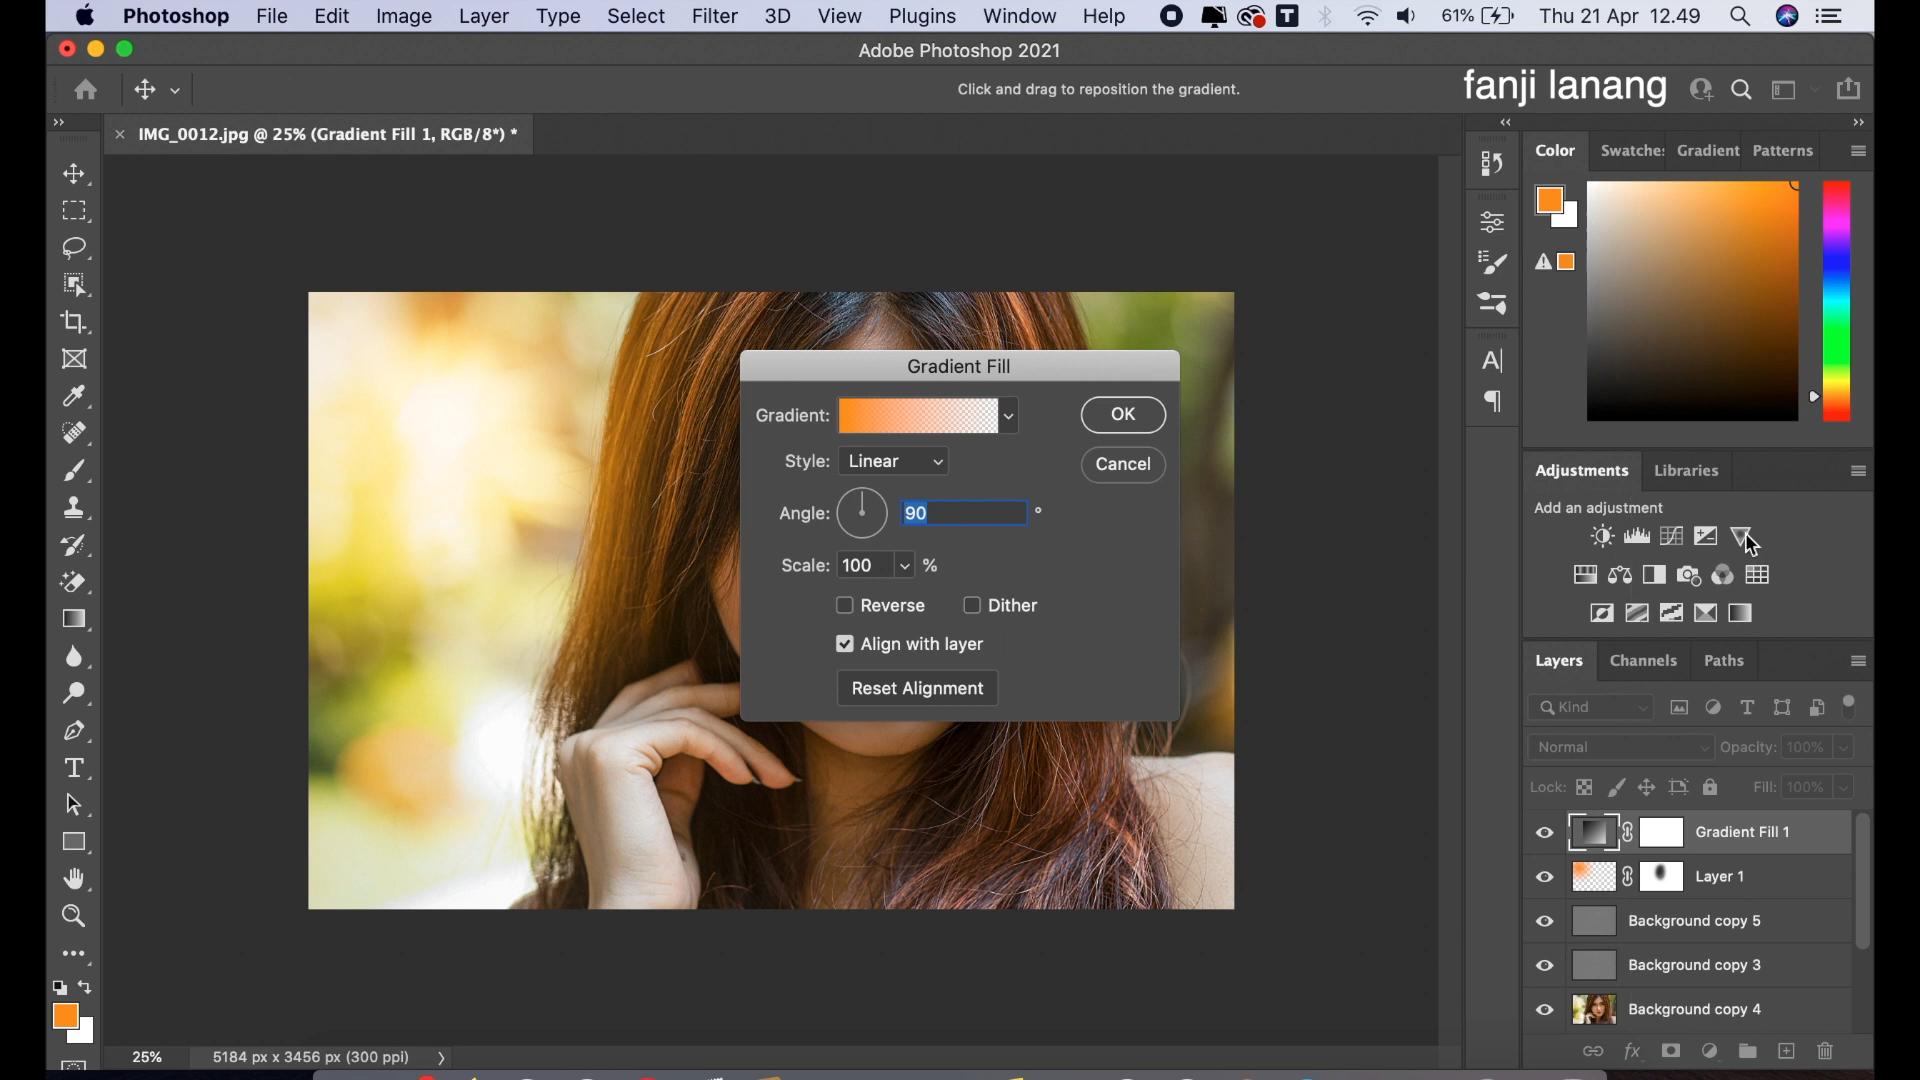 Photoshop File Edit Image Layer Type Select Filter 3D View Plugins Window Help T 61% Thu 21 Apr 12.49
Adobe Photoshop 2021
Click and drag to reposition the gradient.
fanji lanang
IMG_0012.jpg @ 25% (Gradient Fill 1, RGB/8*) *
Color Swatche: Gradient Patterns
Gradient Fill
Gradient:
OK
Style: Linear
Cancel
Angle: 90 °
Scale: 100 %
Reverse Dither
Align with layer
Reset Alignment
Adjustments Libraries
Add an adjustment
Layers Channels Paths
Kind
Normal Opacity: 100%
Lock: Fill: 100%
Gradient Fill 1
Layer 1
Background copy 5
Background copy 3
Background copy 4
fx
25% 5184 px x 3456 px (300 ppi)